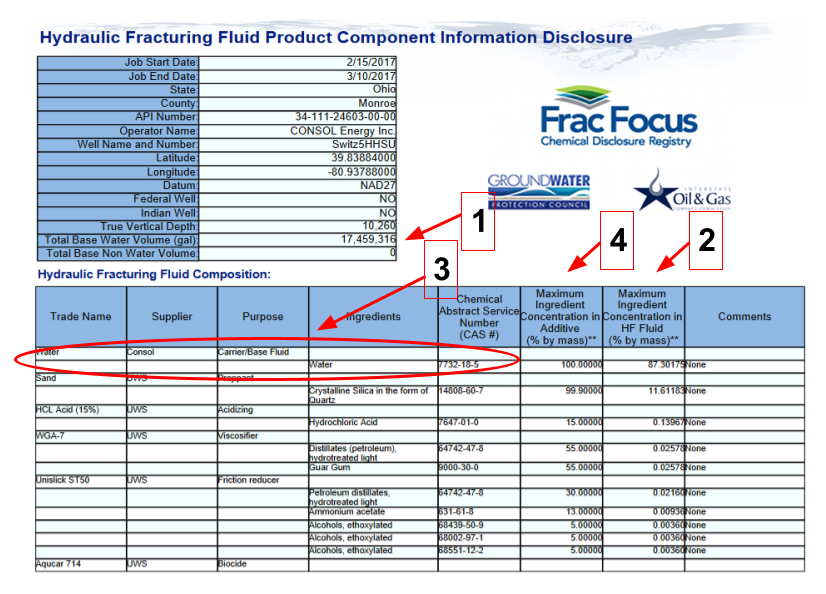 Hydraulic Fracturing Fluid Product Component Information Disclosure
Job Start Date: 2/15/2017
Job End Date: 3/10/2017
State: Ohio
County: Monroe
API Number: 34-111-24603-00-00
Operator Name: CONSOL Energy Inc.
Well Name and Number: Switz5HHSU
Latitude: 39.83884000
Longitude: -80.93788000
Datum: NAD27
Federal Well: NO
Indian Well: NO
True Vertical Depth: 10,260
Total Base Water Volume (gal): 17,459,316
Total Base Non Water Volume: 0
Frac Focus
Chemical Disclosure Registry
GROUNDWATER
PROTECTION COUNCIL
INTERSTATE
Oil & Gas
COMPACT COMMISSION
1
4
2
3
Hydraulic Fracturing Fluid Composition:
Trade Name Supplier Purpose Ingredients Chemical Abstract Service Number (CAS #) Maximum Ingredient Concentration in Additive (% by mass)** Maximum Ingredient Concentration in HF Fluid (% by mass)** Comments
Water Consol Carrier/Base Fluid
Water 7732-18-5 100.00000 87.30175 None
Sand UWS Proppant
Crystalline Silica in the form of Quartz 14808-60-7 99.90000 11.61183 None
HCL Acid (15%) UWS Acidizing
Hydrochloric Acid 7647-01-0 15.00000 0.13967 None
WGA-7 UWS Viscosifier
Distillates (petroleum), hydrotreated light 64742-47-8 55.00000 0.02578 None
Guar Gum 9000-30-0 55.00000 0.02578 None
Unislick ST50 UWS Friction reducer
Petroleum distillates, hydrotreated light 64742-47-8 30.00000 0.02160 None
Ammonium acetate 631-61-8 13.00000 0.00936 None
Alcohols, ethoxylated 68439-50-9 5.00000 0.00360 None
Alcohols, ethoxylated 68002-97-1 5.00000 0.00360 None
Alcohols, ethoxylated 68551-12-2 5.00000 0.00360 None
Aqucar 714 UWS Biocide